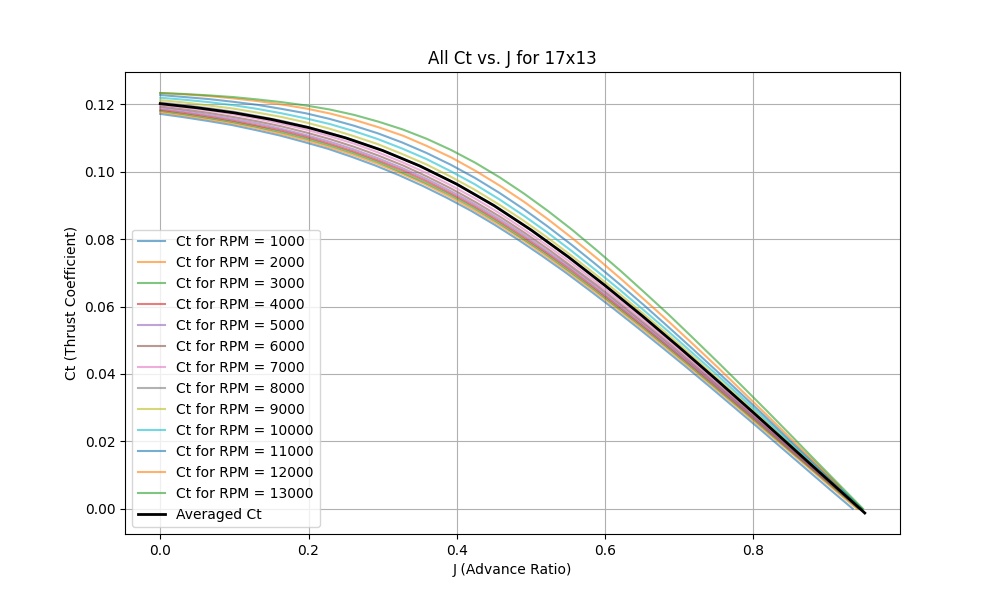 All Ct vs. J for 17x13
Ct (Thrust Coefficient)
0.12
0.10
0.08
0.06
0.04
0.02
0.00
Ct for RPM = 1000
Ct for RPM = 2000
Ct for RPM = 3000
Ct for RPM = 4000
Ct for RPM = 5000
Ct for RPM = 6000
Ct for RPM = 7000
Ct for RPM = 8000
Ct for RPM = 9000
Ct for RPM = 10000
Ct for RPM = 11000
Ct for RPM = 12000
Ct for RPM = 13000
Averaged Ct
0.0 0.2 0.4 0.6 0.8
J (Advance Ratio)